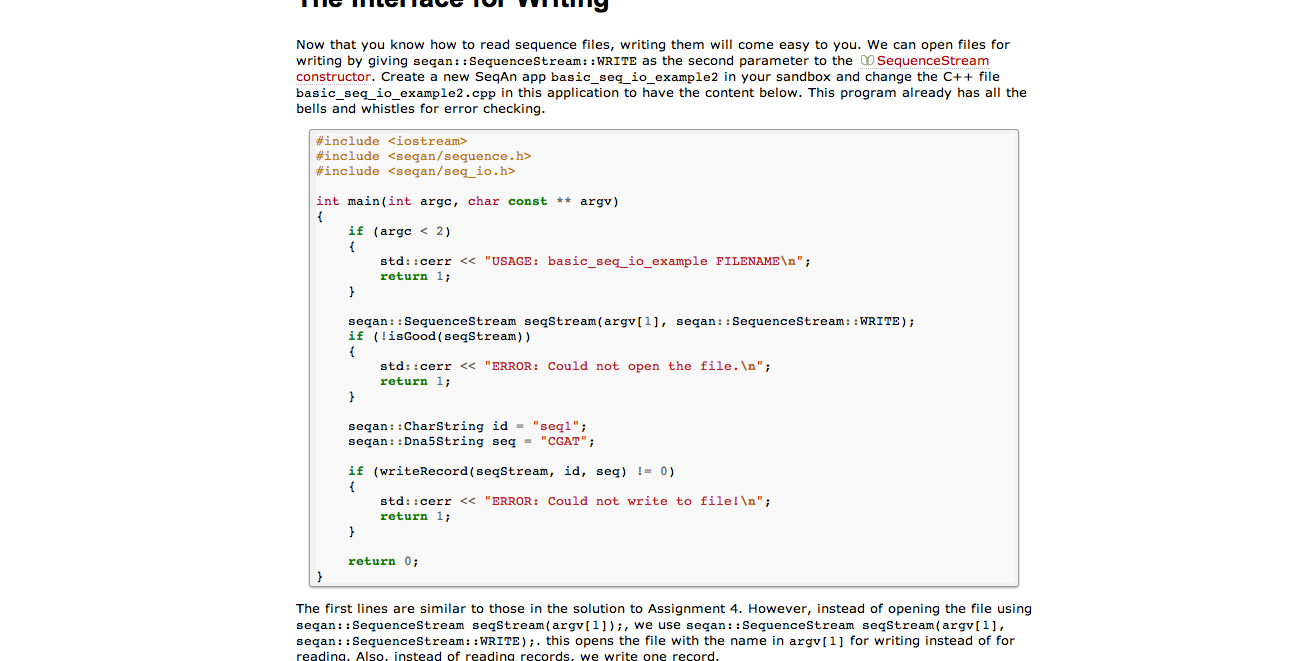 The Interface for Writing
Now that you know how to read sequence files, writing them will come easy to you. We can open files for
writing by giving seqan::SequenceStream::WRITE as the second parameter to the SequenceStream
constructor. Create a new SeqAn app basic_seq_io_example2 in your sandbox and change the C++ file
basic_seq_io_example2.cpp in this application to have the content below. This program already has all the
bells and whistles for error checking.
#include <iostream>
#include <seqan/sequence.h>
#include <seqan/seq_io.h>
int main(int argc, char const ** argv)
{
    if (argc < 2)
    {
        std::cerr << "USAGE: basic_seq_io_example FILENAME\n";
        return 1;
    }
    seqan::SequenceStream seqStream(argv[1], seqan::SequenceStream::WRITE);
    if (!isGood(seqStream))
    {
        std::cerr << "ERROR: Could not open the file.\n";
        return 1;
    }
    seqan::CharString id = "seq1";
    seqan::Dna5String seq = "CGAT";
    if (writeRecord(seqStream, id, seq) != 0)
    {
        std::cerr << "ERROR: Could not write to file!\n";
        return 1;
    }
    return 0;
}
The first lines are similar to those in the solution to Assignment 4. However, instead of opening the file using
seqan::SequenceStream seqStream(argv[1]);, we use seqan::SequenceStream seqStream(argv[1],
seqan::SequenceStream::WRITE);. this opens the file with the name in argv[1] for writing instead of for
reading. Also, instead of reading records, we write one record.